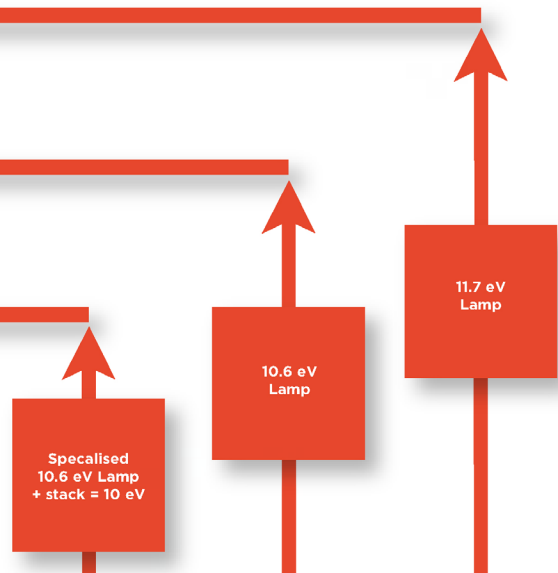 11.7 eV
Lamp
10.6 eV
Lamp
Specalised
10.6 eV Lamp
+ stack = 10 eV